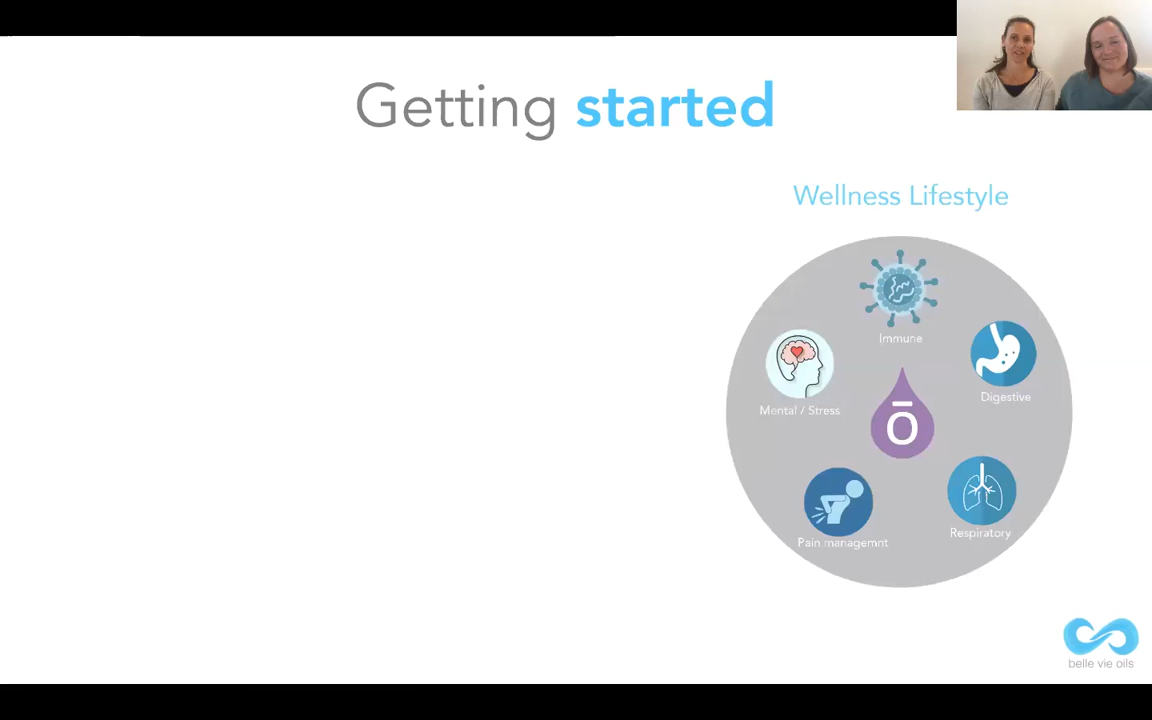 Getting started
Wellness Lifestyle
Immune
Mental / Stress
Digestive
ō
Pain managemnt
Respiratory
belle vie oils